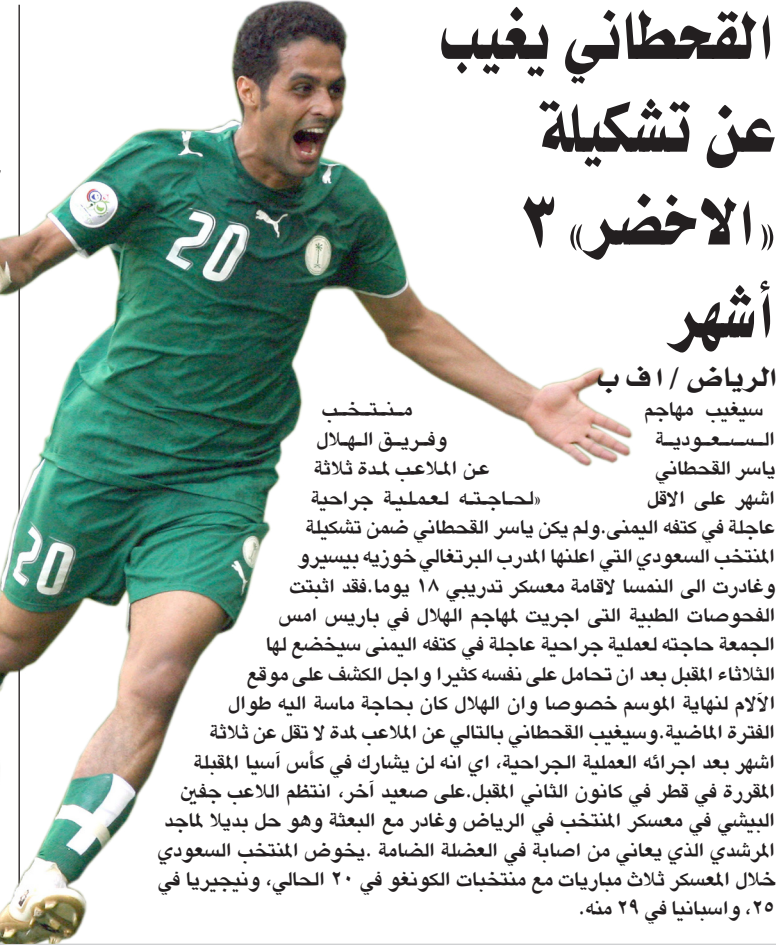 القحطاني يغيب
عن تشكيلة
«الاخضر» ٣
أشهر
الرياض / ا ف ب
سيغيب مهاجم منتخب
السعودية وفريق الهلال
ياسر القحطاني عن الملاعب لمدة ثلاثة
اشهر على الاقل «لحاجته لعملية جراحية
عاجلة في كتفه اليمنى.ولم يكن ياسر القحطاني ضمن تشكيلة
المنتخب السعودي التي اعلنها المدرب البرتغالي خوزيه بيسيرو
وغادرت الى النمسا لاقامة معسكر تدريبي ١٨ يوما.فقد اثبتت
الفحوصات الطبية التى اجريت لمهاجم الهلال في باريس امس
الجمعة حاجته لعملية جراحية عاجلة في كتفه اليمنى سيخضع لها
الثلاثاء المقبل بعد ان تحامل على نفسه كثيرا واجل الكشف على موقع
الآلام لنهاية الموسم خصوصا وان الهلال كان بحاجة ماسة اليه طوال
الفترة الماضية.وسيغيب القحطاني بالتالي عن الملاعب لمدة لا تقل عن ثلاثة
اشهر بعد اجرائه العملية الجراحية، اي انه لن يشارك في كأس آسيا المقبلة
المقررة في قطر في كانون الثاني المقبل.على صعيد آخر، انتظم اللاعب جفين
البيشي في معسكر المنتخب في الرياض وغادر مع البعثة وهو حل بديلا لماجد
المرشدي الذي يعاني من اصابة في العضلة الضامة .يخوض المنتخب السعودي
خلال المعسكر ثلاث مباريات مع منتخبات الكونغو في ٢٠ الحالي، ونيجيريا في
٢٥، واسبانيا في ٢٩ منه.
20
20